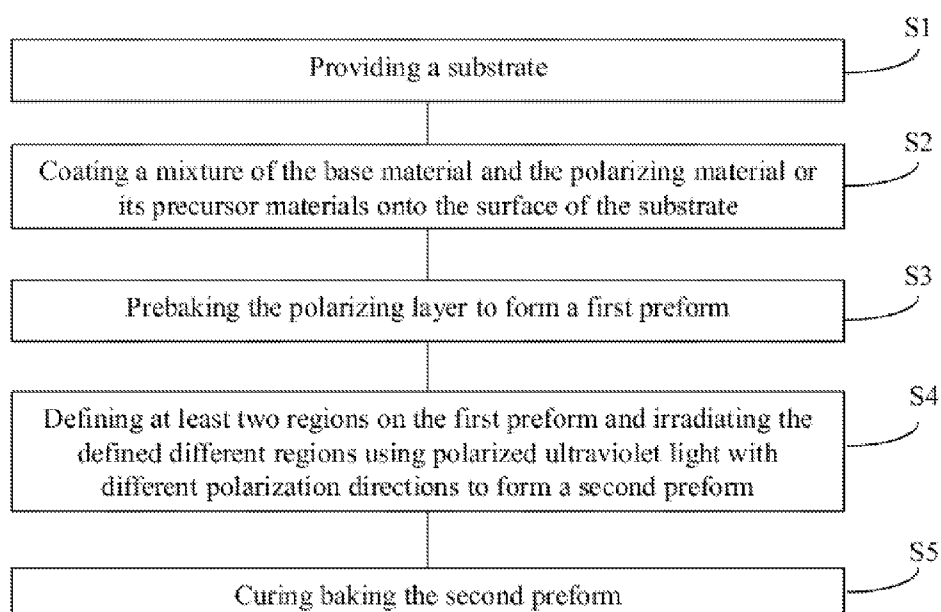 S1
Providing a substrate
S2
Coating a mixture of the base material and the polarizing material or
its precursor materials onto the surface of the substrate
S3
Prebaking the polarizing layer to form a first preform
S4
Defining at least two regions on the first preform and irradiating the
defined different regions using polarized ultraviolet light with
different polarization directions to form a second preform
S5
Curing baking the second preform